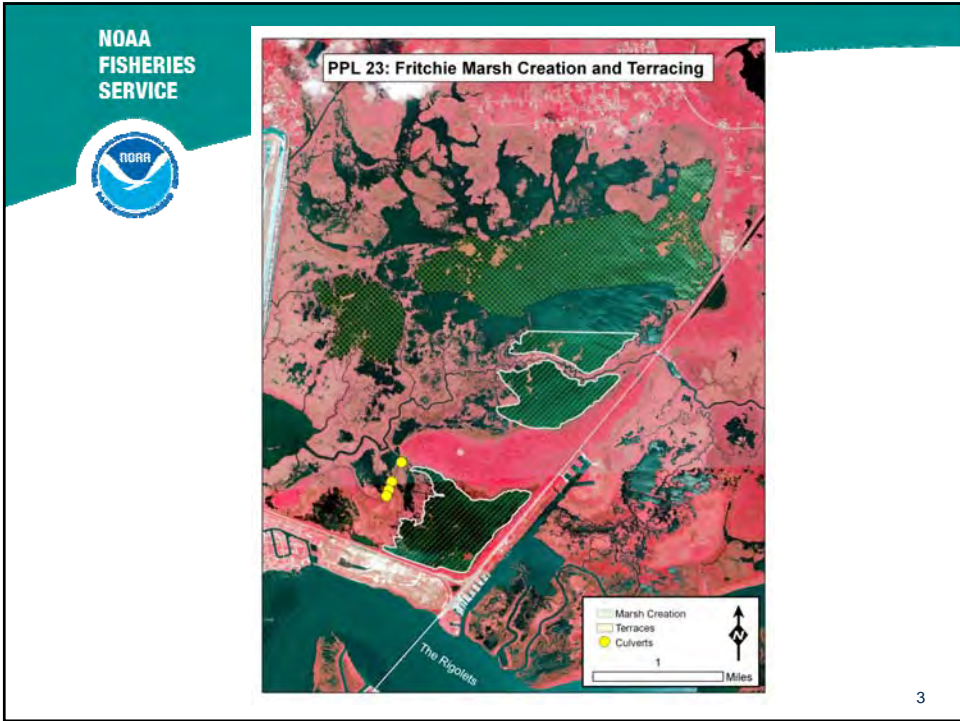 NOAA
FISHERIES
SERVICE
NOAA
PPL 23: Fritchie Marsh Creation and Terracing
The Rigolets
Marsh Creation
Terraces
Culverts
N
1
Miles
3